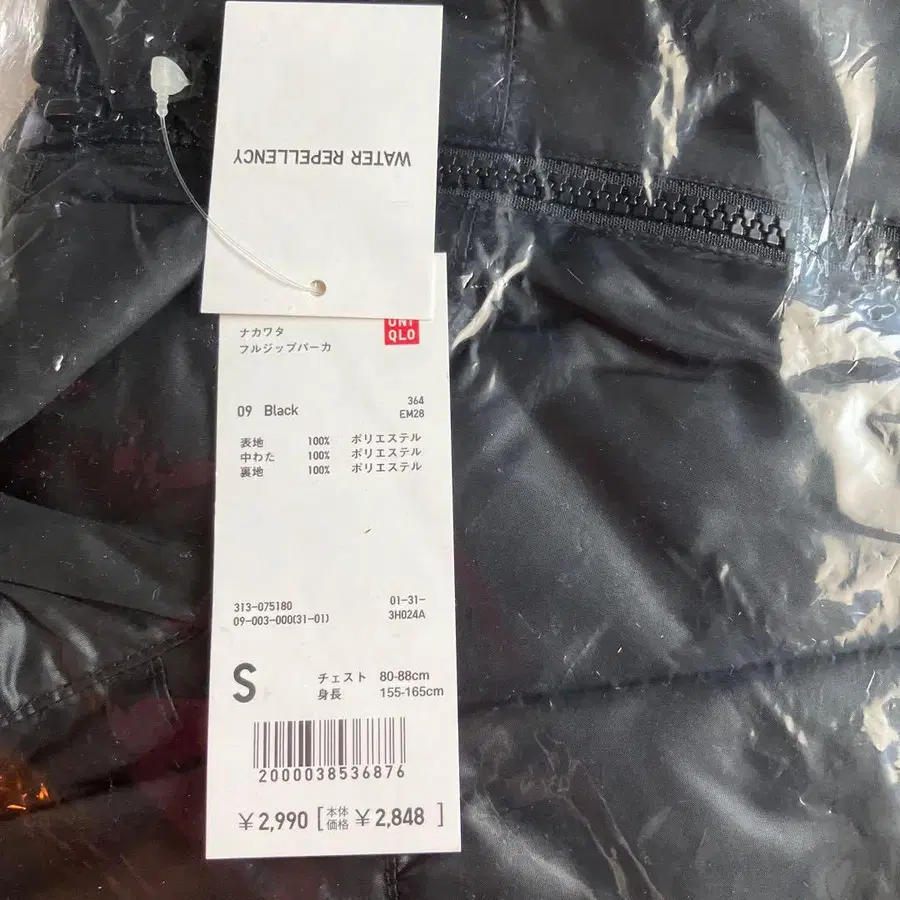 WATER REPELLENCY
UNI
QLO
ナカワタ
フルジップパーカ
09 Black
364
EM28
表地 100% ポリエステル
中わた 100% ポリエステル
裏地 100% ポリエステル
313-075180 01-31-
09-003-000(31-01) 3H024A
S
チェスト 80-88cm
身長 155-165cm
2000038536876
¥2,990 [本体価格 ¥2,848 ]